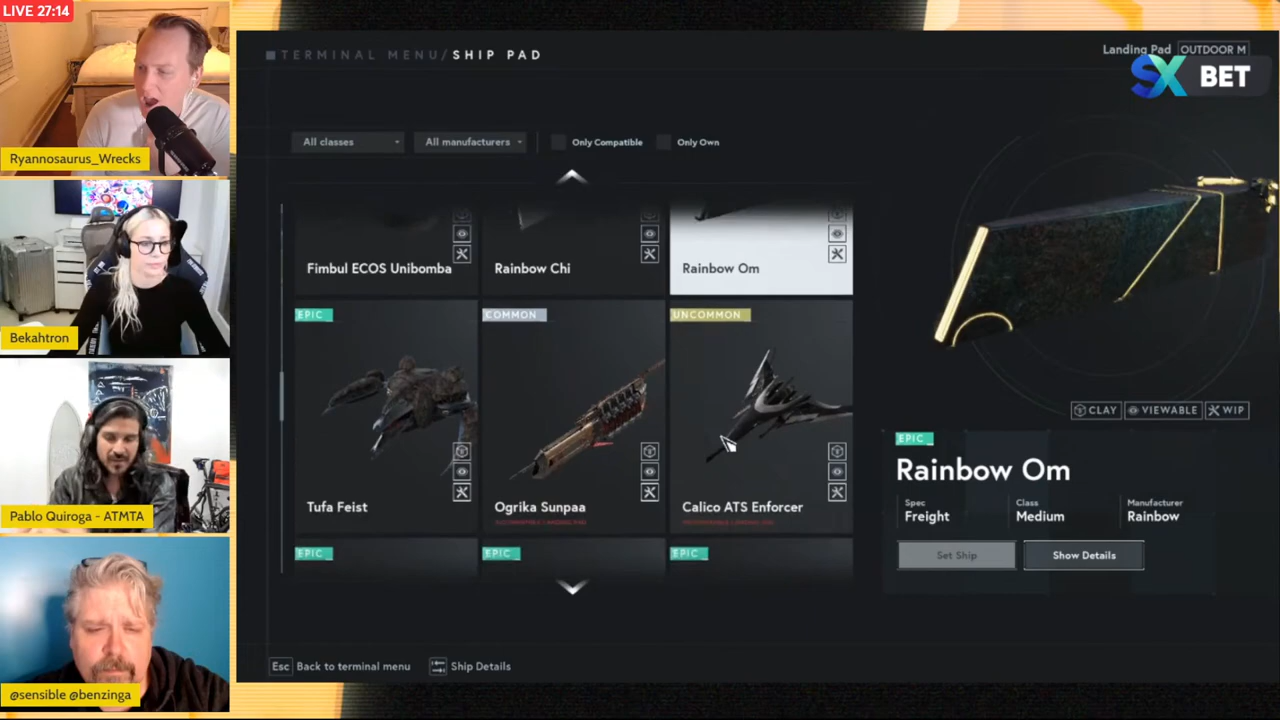 LIVE 27:14
Ryannosaurus_Wrecks
Bekahtron
Pablo Quiroga - ATMTA
@sensible @benzinga
TERMINAL MENU/SHIP PAD
Landing Pad OUTDOOR M
SX BET
All classes
All manufacturers
Only Compatible
Only Own
Fimbul ECOS Unibomba
Rainbow Chi
Rainbow Om
EPIC
COMMON
UNCOMMON
Tufa Feist
Ogrika Sunpaa
Calico ATS Enforcer
EPIC
EPIC
EPIC
CLAY
VIEWABLE
WIP
EPIC
Rainbow Om
Spec
Class
Manufacturer
Freight
Medium
Rainbow
Set Ship
Show Details
Esc Back to terminal menu
Ship Details